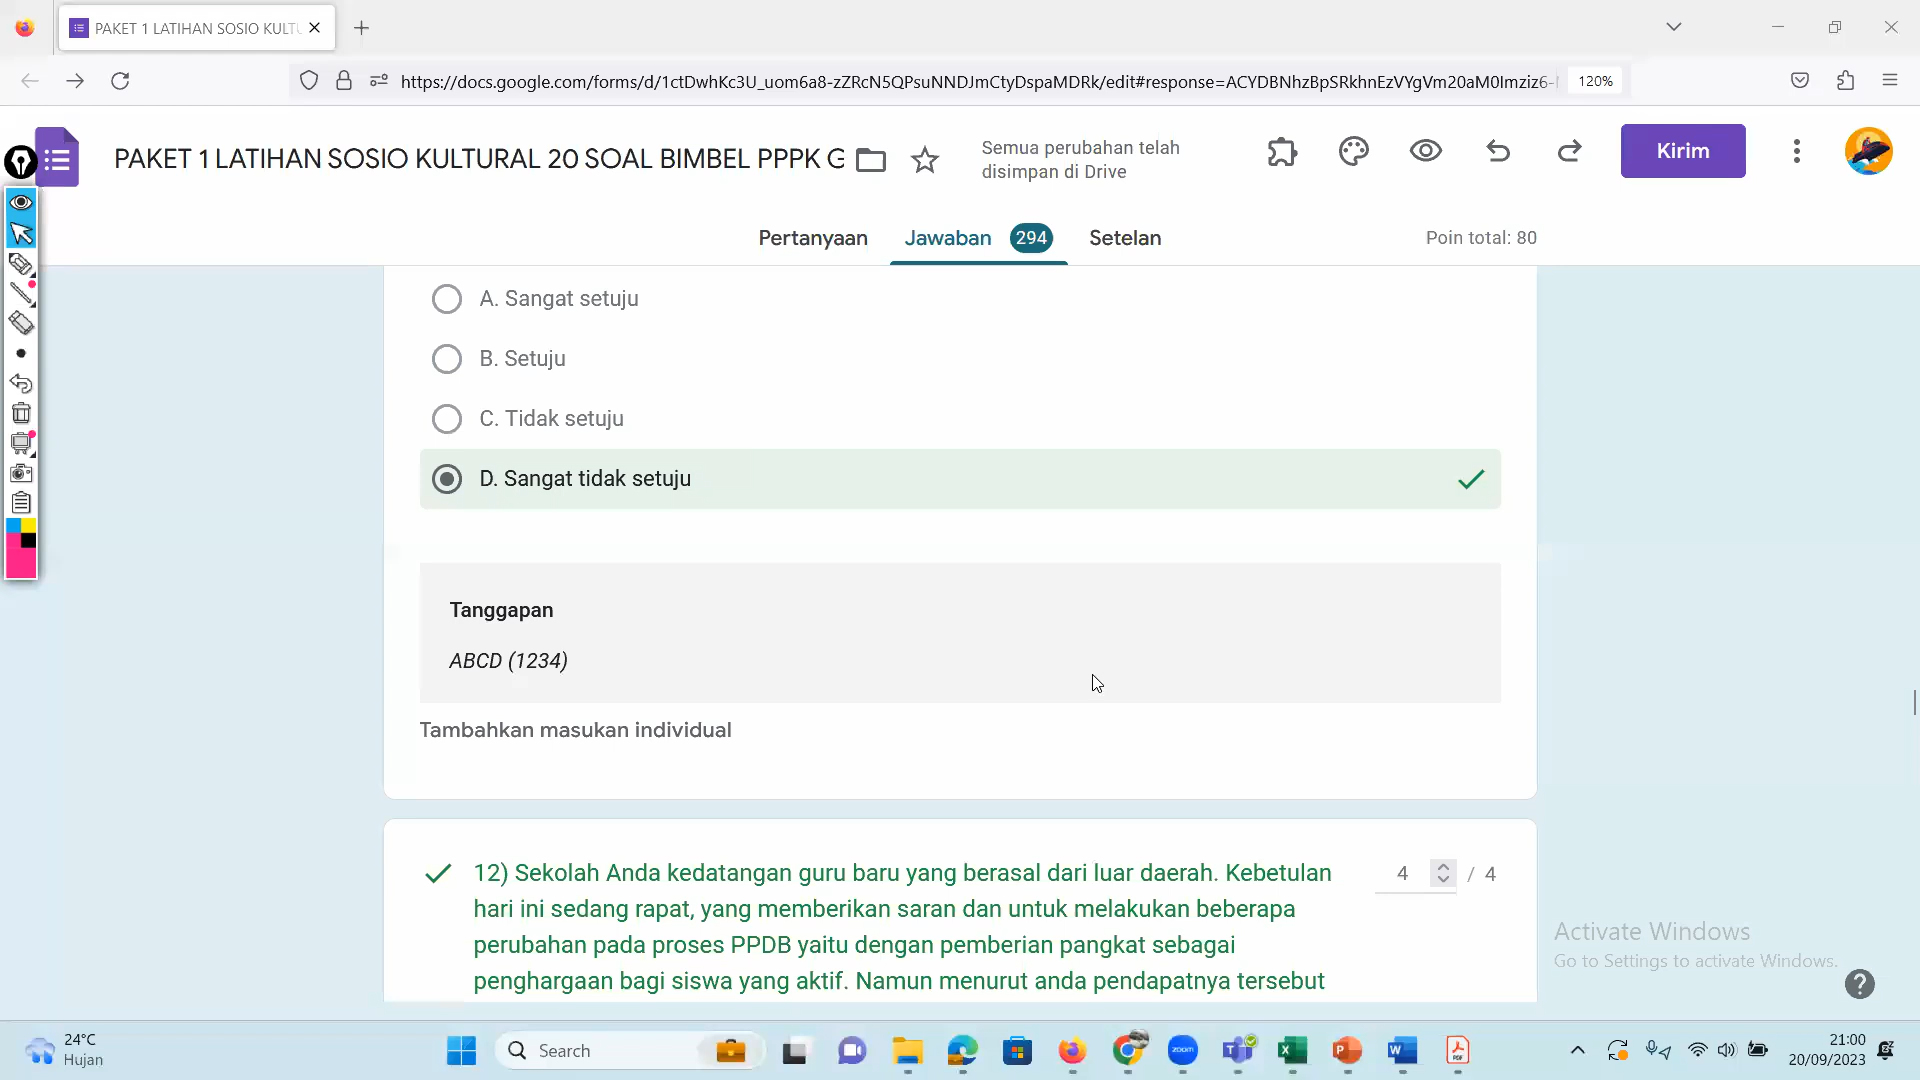 PAKET 1 LATIHAN SOSIO KULTU
https://docs.google.com/forms/d/1ctDwhKc3U_uom6a8-zZRcN5QPsuNNDJmCtyDspaMDRk/edit#response=ACYDBNhzBpSRkhnEzVYgVm20aM0Imziz6-
120%
PAKET 1 LATIHAN SOSIO KULTURAL 20 SOAL BIMBEL PPPK G
Semua perubahan telah
disimpan di Drive
Kirim
Pertanyaan
Jawaban 294
Setelan
Poin total: 80
A. Sangat setuju
B. Setuju
C. Tidak setuju
D. Sangat tidak setuju
Tanggapan
ABCD (1234)
Tambahkan masukan individual
12) Sekolah Anda kedatangan guru baru yang berasal dari luar daerah. Kebetulan
4 / 4
hari ini sedang rapat, yang memberikan saran dan untuk melakukan beberapa
perubahan pada proses PPDB yaitu dengan pemberian pangkat sebagai
penghargaan bagi siswa yang aktif. Namun menurut anda pendapatnya tersebut
Activate Windows
Go to Settings to activate Windows.
24°C
Hujan
Search
zoom
21:00
20/09/2023